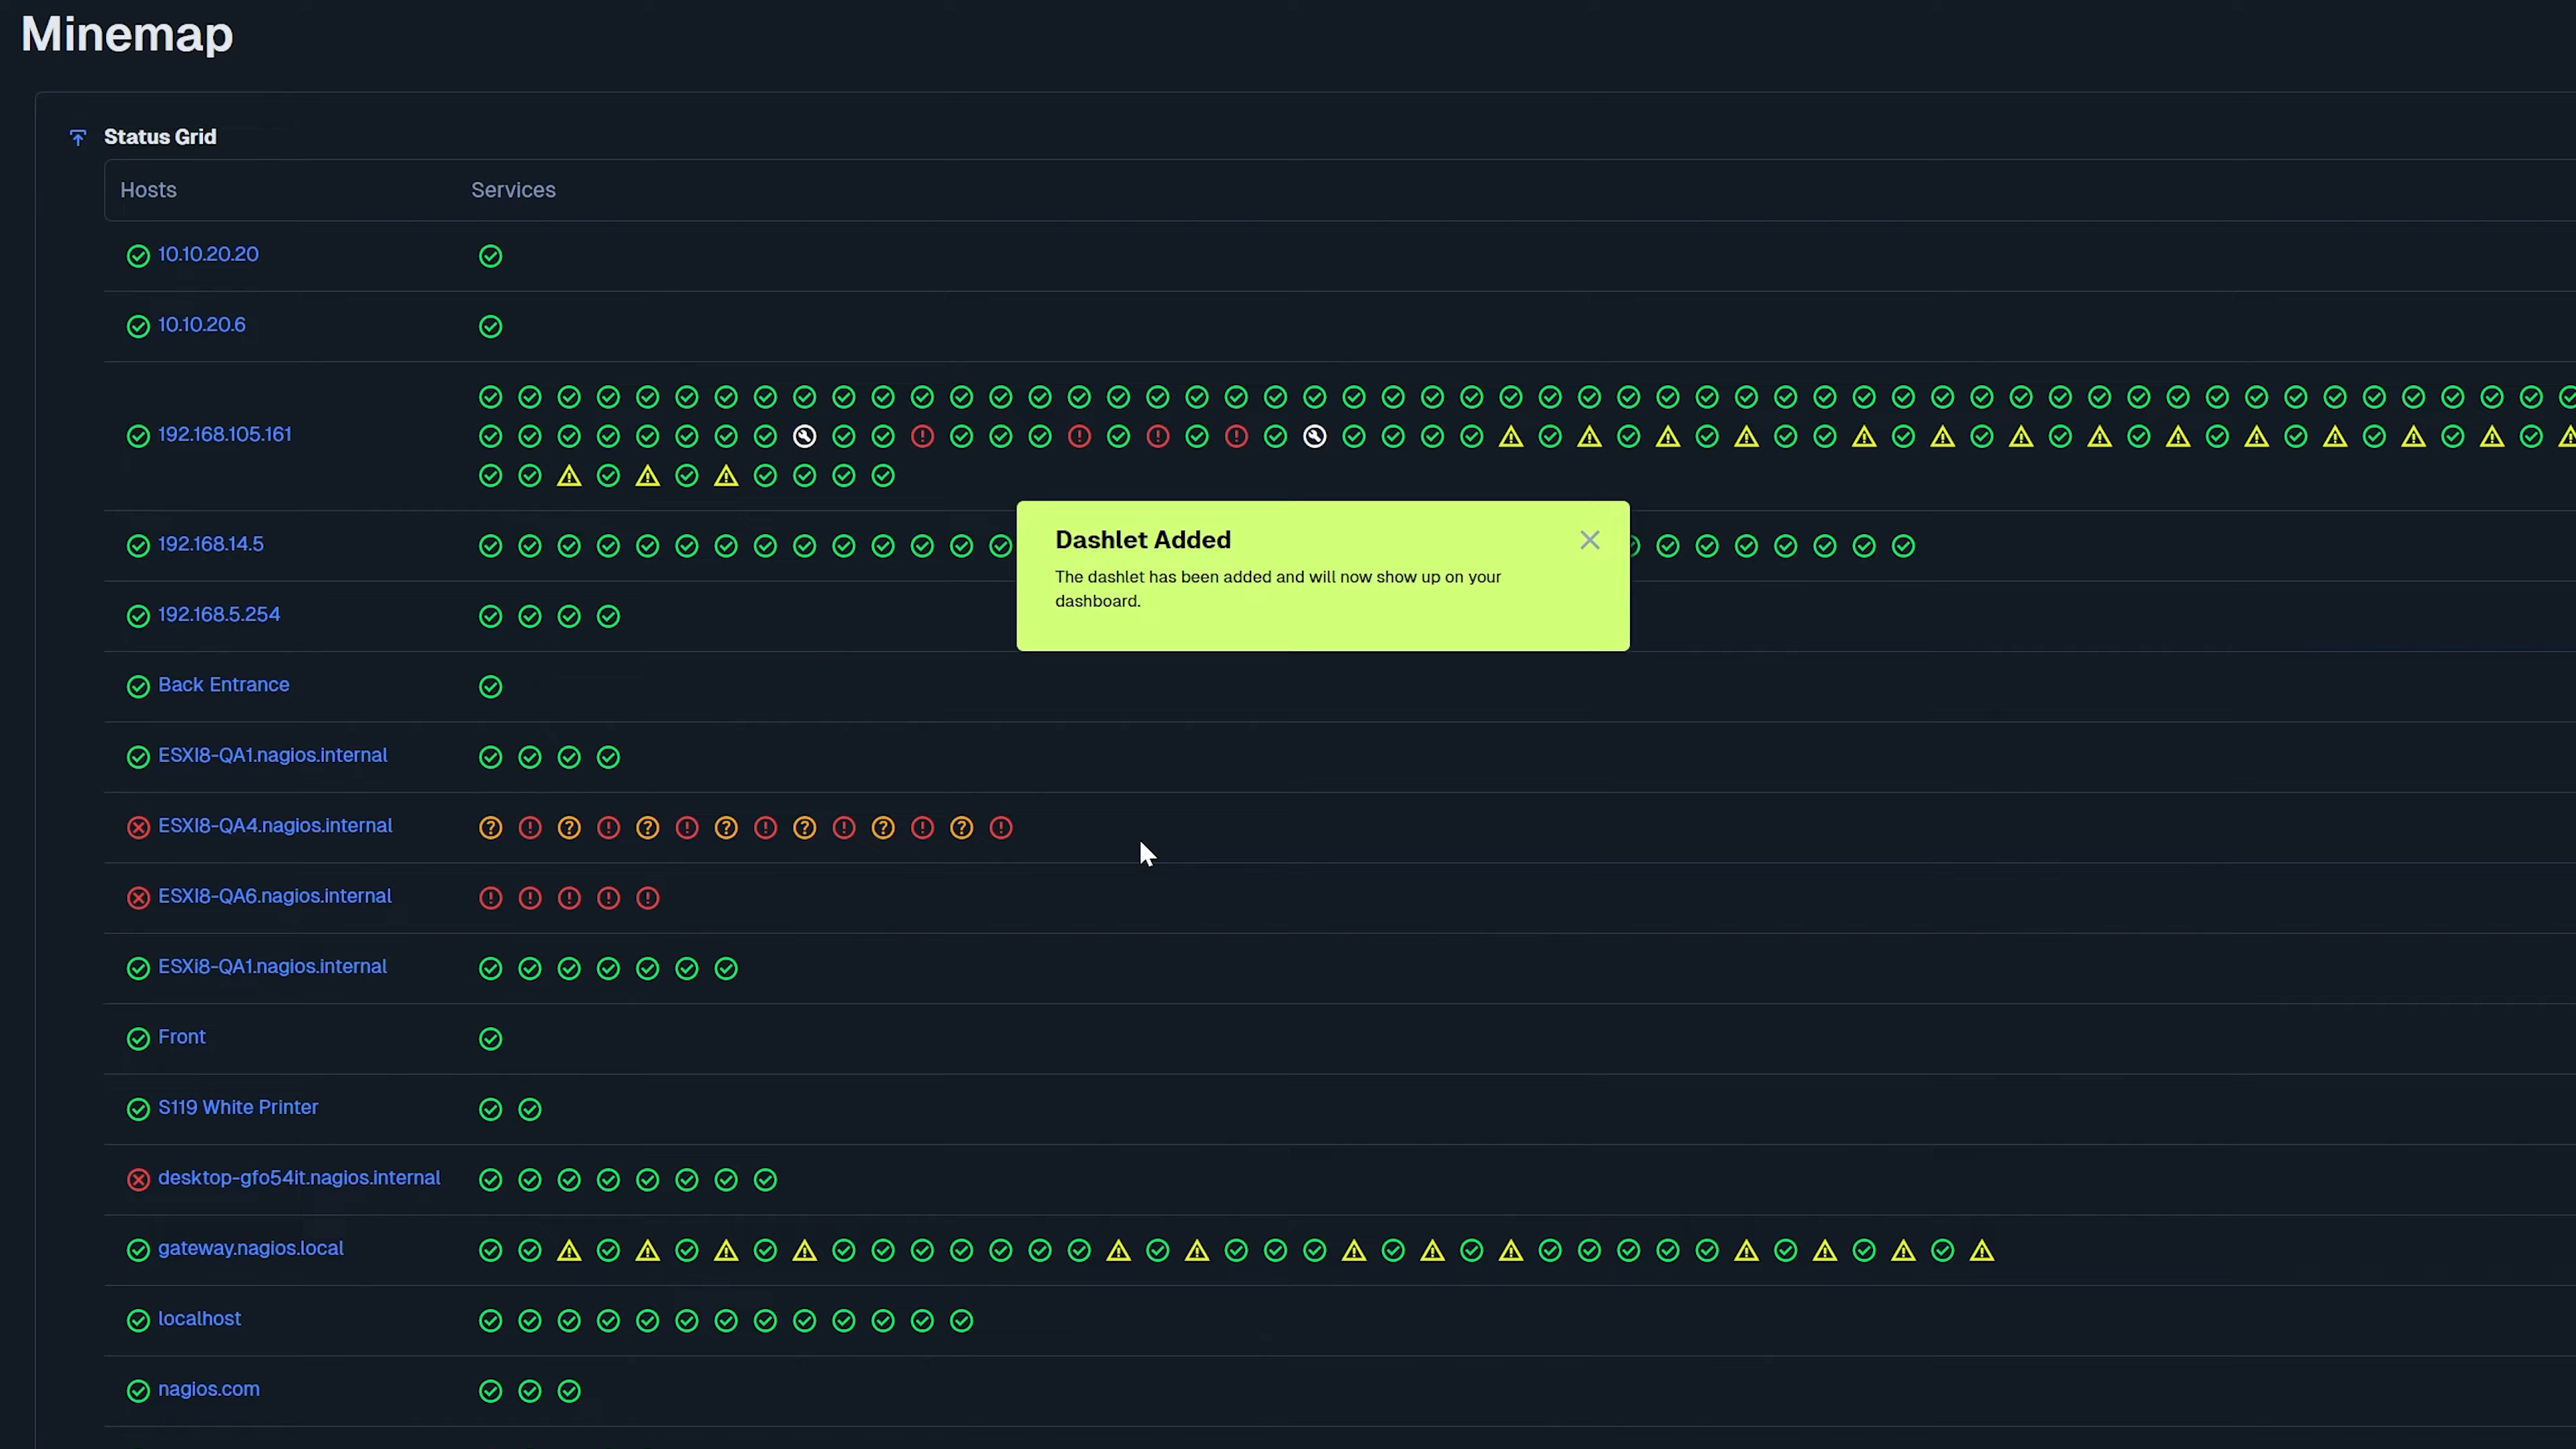 Minemap
Status Grid
Hosts Services
10.10.20.20
10.10.20.6
192.168.105.161
192.168.14.5
Dashlet Added
The dashlet has been added and will now show up on your
dashboard.
192.168.5.254
Back Entrance
ESXI8-QA1.nagios.internal
ESXI8-QA4.nagios.internal
ESXI8-QA6.nagios.internal
ESXi8-QA1.nagios.internal
Front
S119 White Printer
desktop-gfo54it.nagios.internal
gateway.nagios.local
localhost
nagios.com